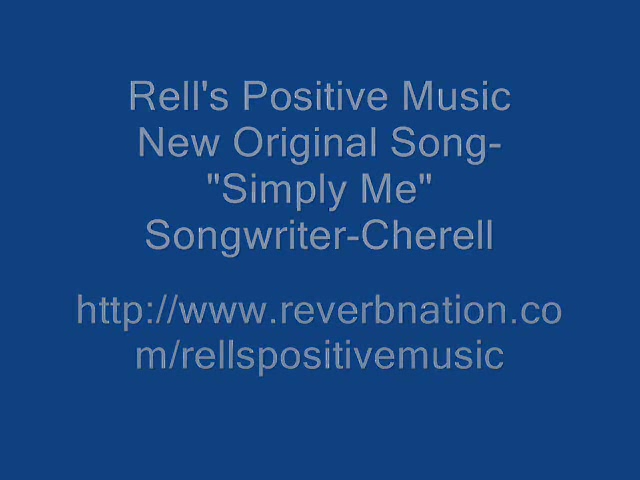 Rell's Positive Music
New Original Song-
"Simply Me"
Songwriter-Cherell
http://www.reverbnation.co
m/rellspositivemusic